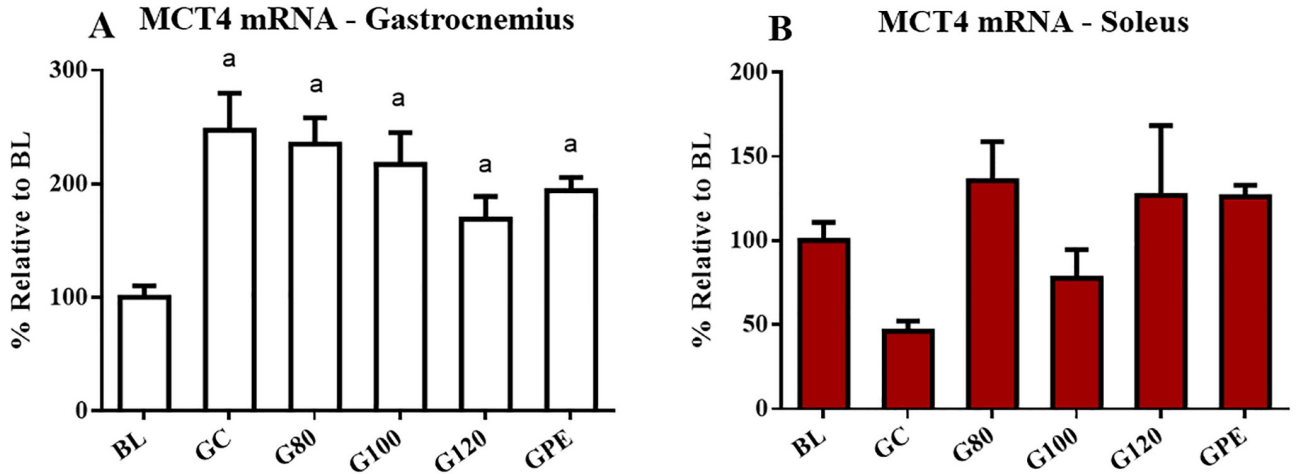 A
MCT4 mRNA - Gastrocnemius
% Relative to BL
300
200
100
0
a
a
a
a
a
BL
GC
G80
G100
G120
GPE
B
MCT4 mRNA - Soleus
% Relative to BL
200
150
100
50
0
BL
GC
G80
G100
G120
GPE